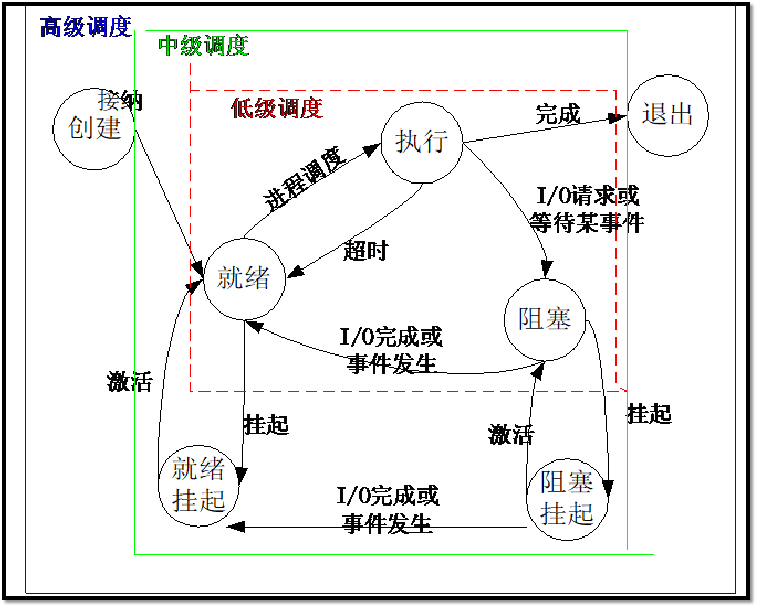 高级调度
中级调度
接纳
创建
低级调度
执行
完成
退出
进程调度
I/O请求或
等待某事件
超时
就绪
阻塞
I/O完成或
事件发生
激活
挂起
激活
挂起
就绪
挂起
I/O完成或
事件发生
阻塞
挂起